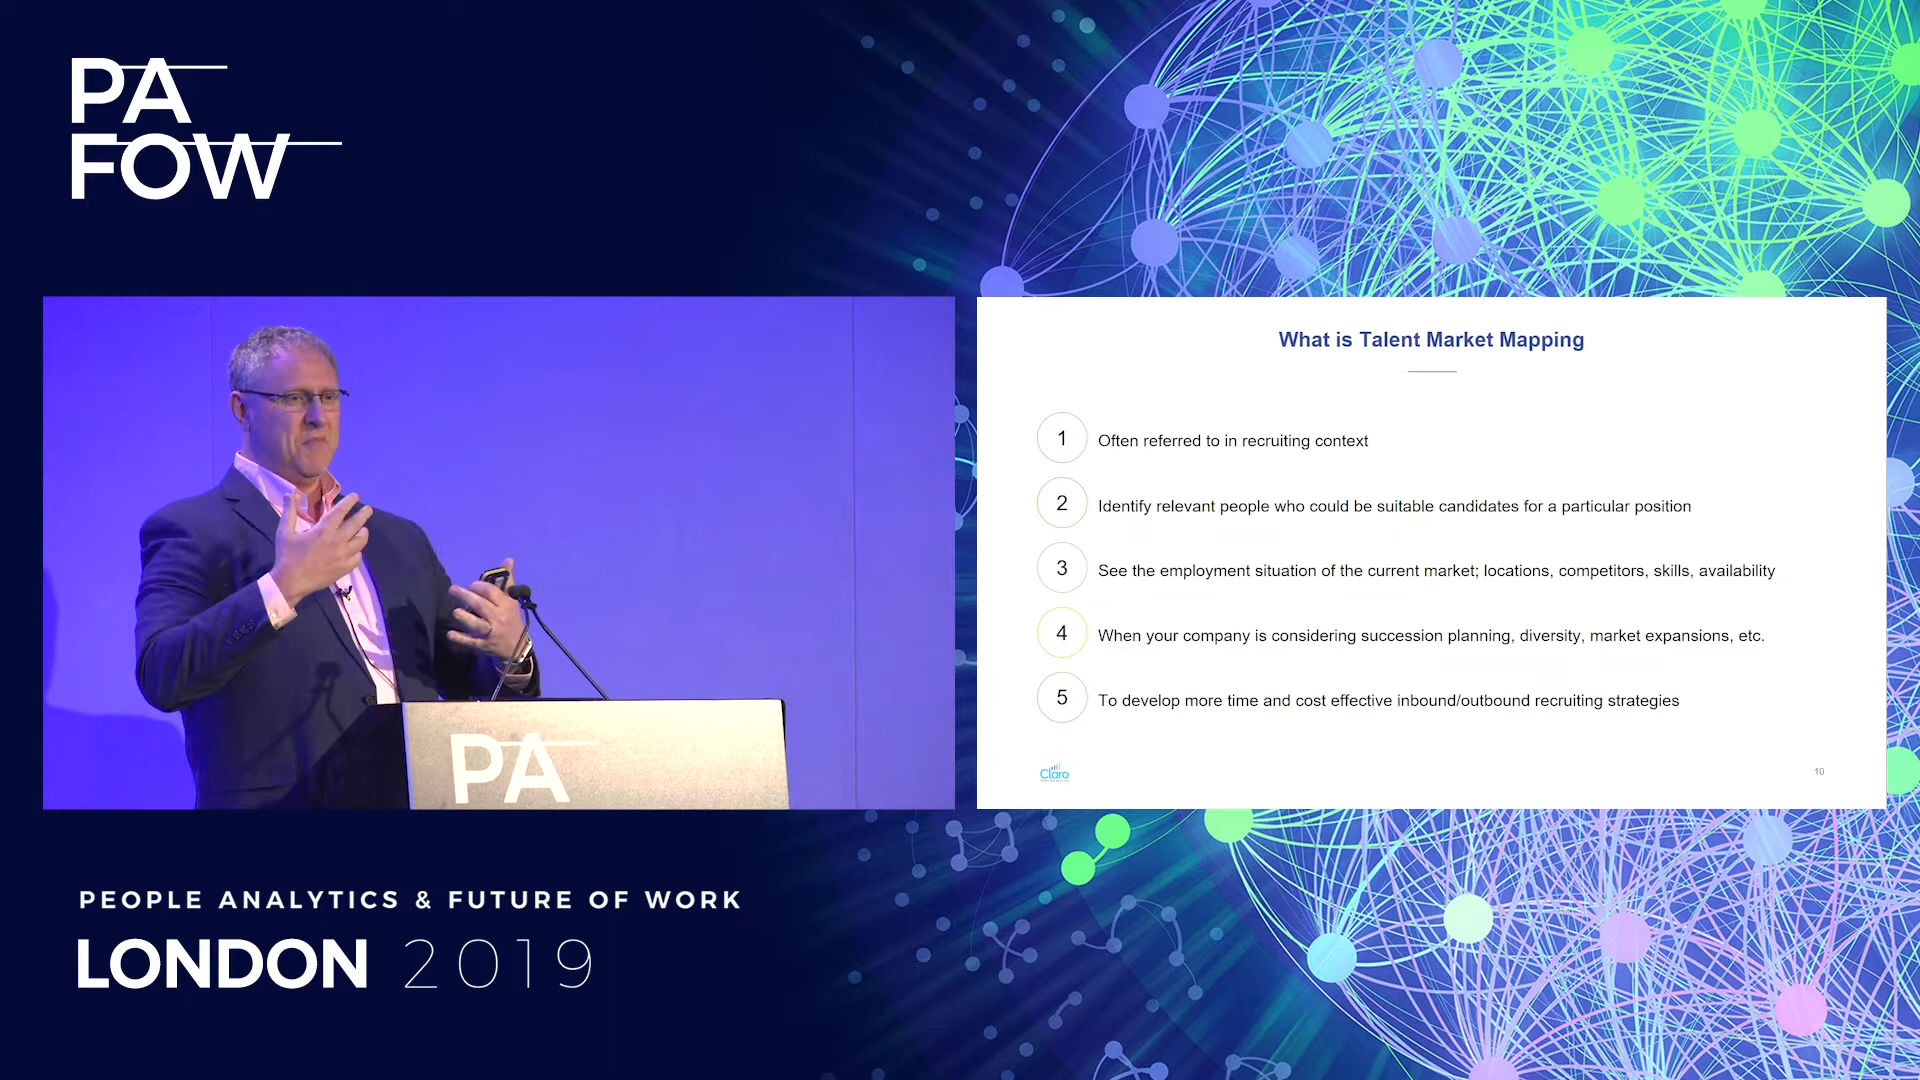 PA
FOW
What is Talent Market Mapping
1 Often referred to in recruiting context
2 Identify relevant people who could be suitable candidates for a particular position
3 See the employment situation of the current market; locations, competitors, skills, availability
4 When your company is considering succession planning, diversity, market expansions, etc.
5 To develop more time and cost effective inbound/outbound recruiting strategies
Claro
10
PA
PEOPLE ANALYTICS & FUTURE OF WORK
LONDON 2019